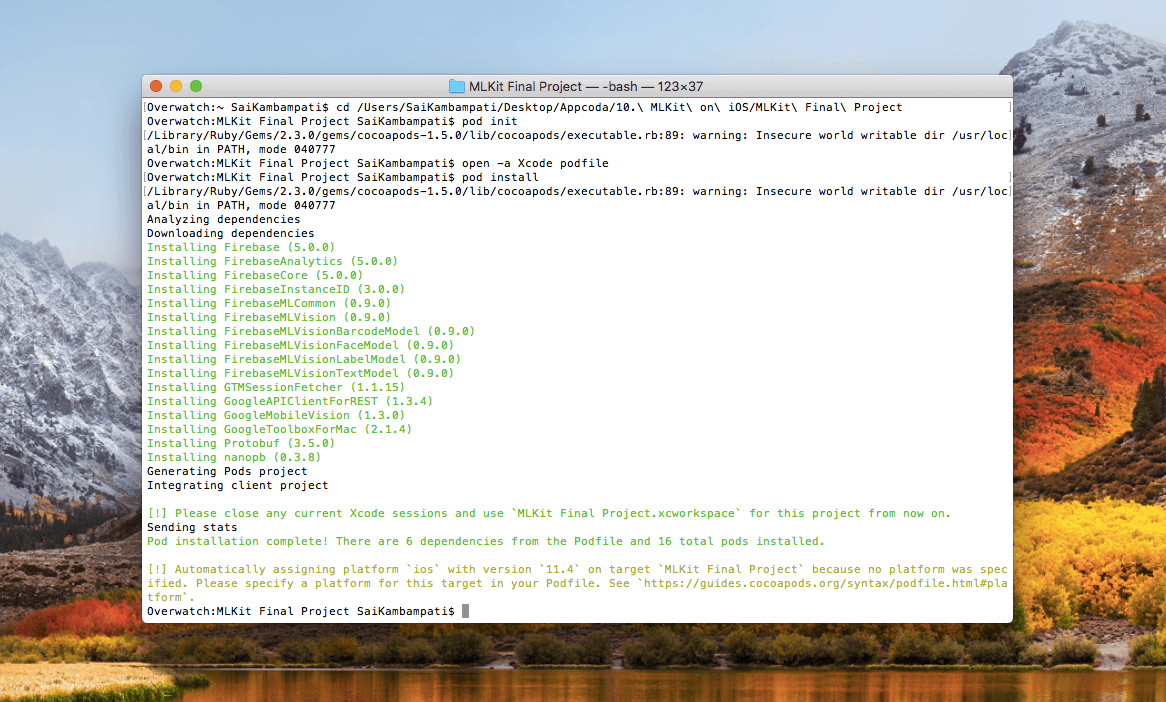 MLKit Final Project — -bash — 123×37
[Overwatch:~ SaiKambampati$ cd /Users/SaiKambampati/Desktop/Appcoda/10.\ MLKit\ on\ iOS/MLKit\ Final\ Project ]
Overwatch:MLKit Final Project SaiKambampati$ pod init
[/Library/Ruby/Gems/2.3.0/gems/cocoapods-1.5.0/lib/cocoapods/executable.rb:89: warning: Insecure world writable dir /usr/loc]
al/bin in PATH, mode 040777
Overwatch:MLKit Final Project SaiKambampati$ open -a Xcode podfile
Overwatch:MLKit Final Project SaiKambampati$ pod install ]
[/Library/Ruby/Gems/2.3.0/gems/cocoapods-1.5.0/lib/cocoapods/executable.rb:89: warning: Insecure world writable dir /usr/loc]
al/bin in PATH, mode 040777
Analyzing dependencies
Downloading dependencies
Installing Firebase (5.0.0)
Installing FirebaseAnalytics (5.0.0)
Installing FirebaseCore (5.0.0)
Installing FirebaseInstanceID (3.0.0)
Installing FirebaseMLCommon (0.9.0)
Installing FirebaseMLVision (0.9.0)
Installing FirebaseMLVisionBarcodeModel (0.9.0)
Installing FirebaseMLVisionFaceModel (0.9.0)
Installing FirebaseMLVisionLabelModel (0.9.0)
Installing FirebaseMLVisionTextModel (0.9.0)
Installing GTMSessionFetcher (1.1.15)
Installing GoogleAPIClientForREST (1.3.4)
Installing GoogleMobileVision (1.3.0)
Installing GoogleToolboxForMac (2.1.4)
Installing Protobuf (3.5.0)
Installing nanopb (0.3.8)
Generating Pods project
Integrating client project
[!] Please close any current Xcode sessions and use `MLKit Final Project.xcworkspace` for this project from now on.
Sending stats
Pod installation complete! There are 6 dependencies from the Podfile and 16 total pods installed.
[!] Automatically assigning platform `ios` with version `11.4` on target `MLKit Final Project` because no platform was spec
ified. Please specify a platform for this target in your Podfile. See `https://guides.cocoapods.org/syntax/podfile.html#pla
tform`.
Overwatch:MLKit Final Project SaiKambampati$